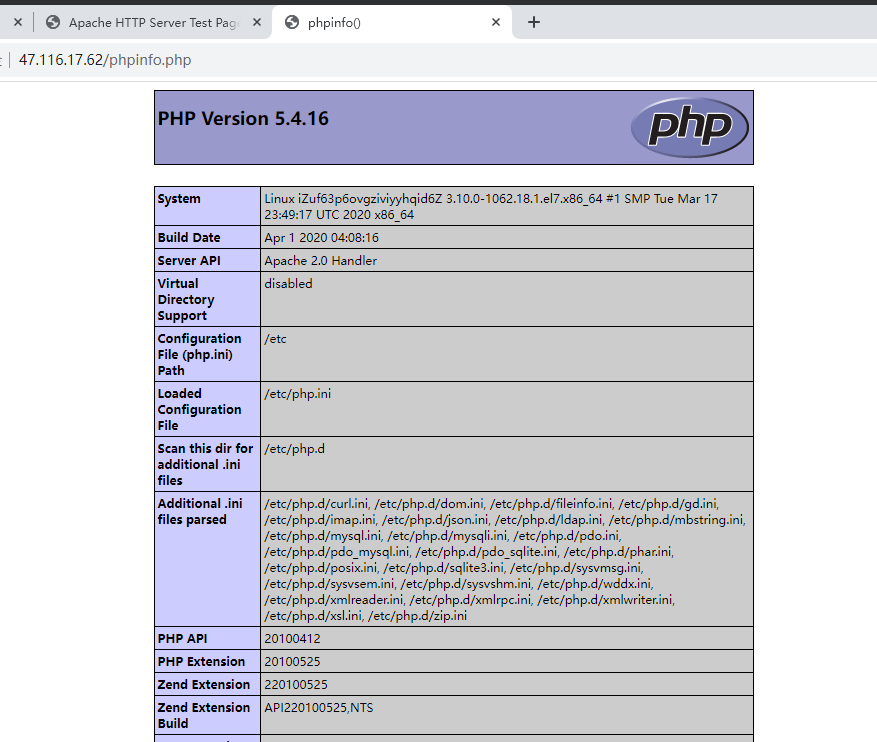 Apache HTTP Server Test Pag
phpinfo()
47.116.17.62/phpinfo.php
PHP Version 5.4.16
php
System
Linux iZuf63p6ovgziviyyhqid6Z 3.10.0-1062.18.1.el7.x86_64 #1 SMP Tue Mar 17
23:49:17 UTC 2020 x86_64
Build Date
Apr 1 2020 04:08:16
Server API
Apache 2.0 Handler
Virtual
Directory
Support
disabled
Configuration
File (php.ini)
Path
/etc
Loaded
Configuration
File
/etc/php.ini
Scan this dir for
additional .ini
files
/etc/php.d
Additional .ini
files parsed
/etc/php.d/curl.ini, /etc/php.d/dom.ini, /etc/php.d/fileinfo.ini, /etc/php.d/gd.ini,
/etc/php.d/imap.ini, /etc/php.d/json.ini, /etc/php.d/ldap.ini, /etc/php.d/mbstring.ini,
/etc/php.d/mysql.ini, /etc/php.d/mysqli.ini, /etc/php.d/pdo.ini,
/etc/php.d/pdo_mysql.ini, /etc/php.d/pdo_sqlite.ini, /etc/php.d/phar.ini,
/etc/php.d/posix.ini, /etc/php.d/sqlite3.ini, /etc/php.d/sysvmsg.ini,
/etc/php.d/sysvsem.ini, /etc/php.d/sysvshm.ini, /etc/php.d/wddx.ini,
/etc/php.d/xmlreader.ini, /etc/php.d/xmlrpc.ini, /etc/php.d/xmlwriter.ini,
/etc/php.d/xsl.ini, /etc/php.d/zip.ini
PHP API
20100412
PHP Extension
20100525
Zend Extension
220100525
Zend Extension
Build
API220100525,NTS